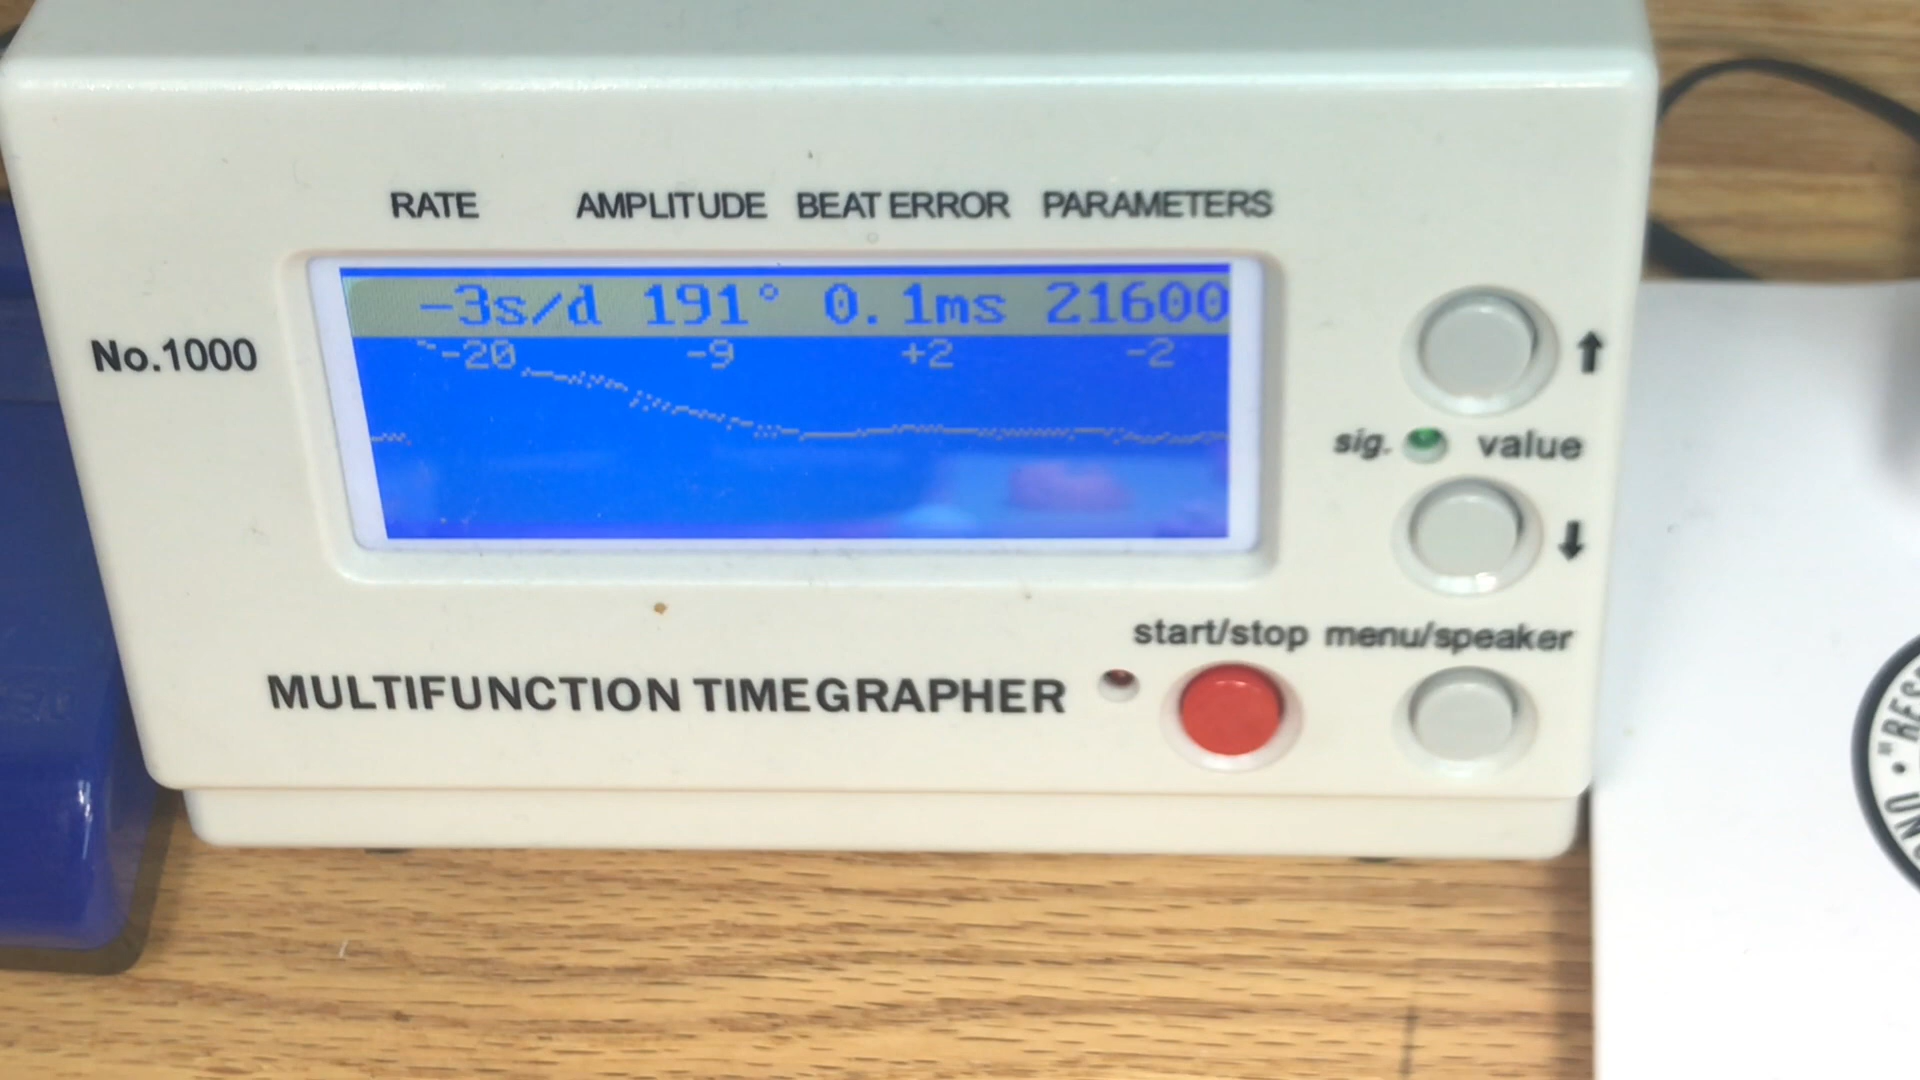 RATE AMPLITUDE BEAT ERROR PARAMETERS
-3s/d 191° 0.1ms 21600
-20 -9 +2 -2
No.1000
sig. value
start/stop menu/speaker
MULTIFUNCTION TIMEGRAPHER